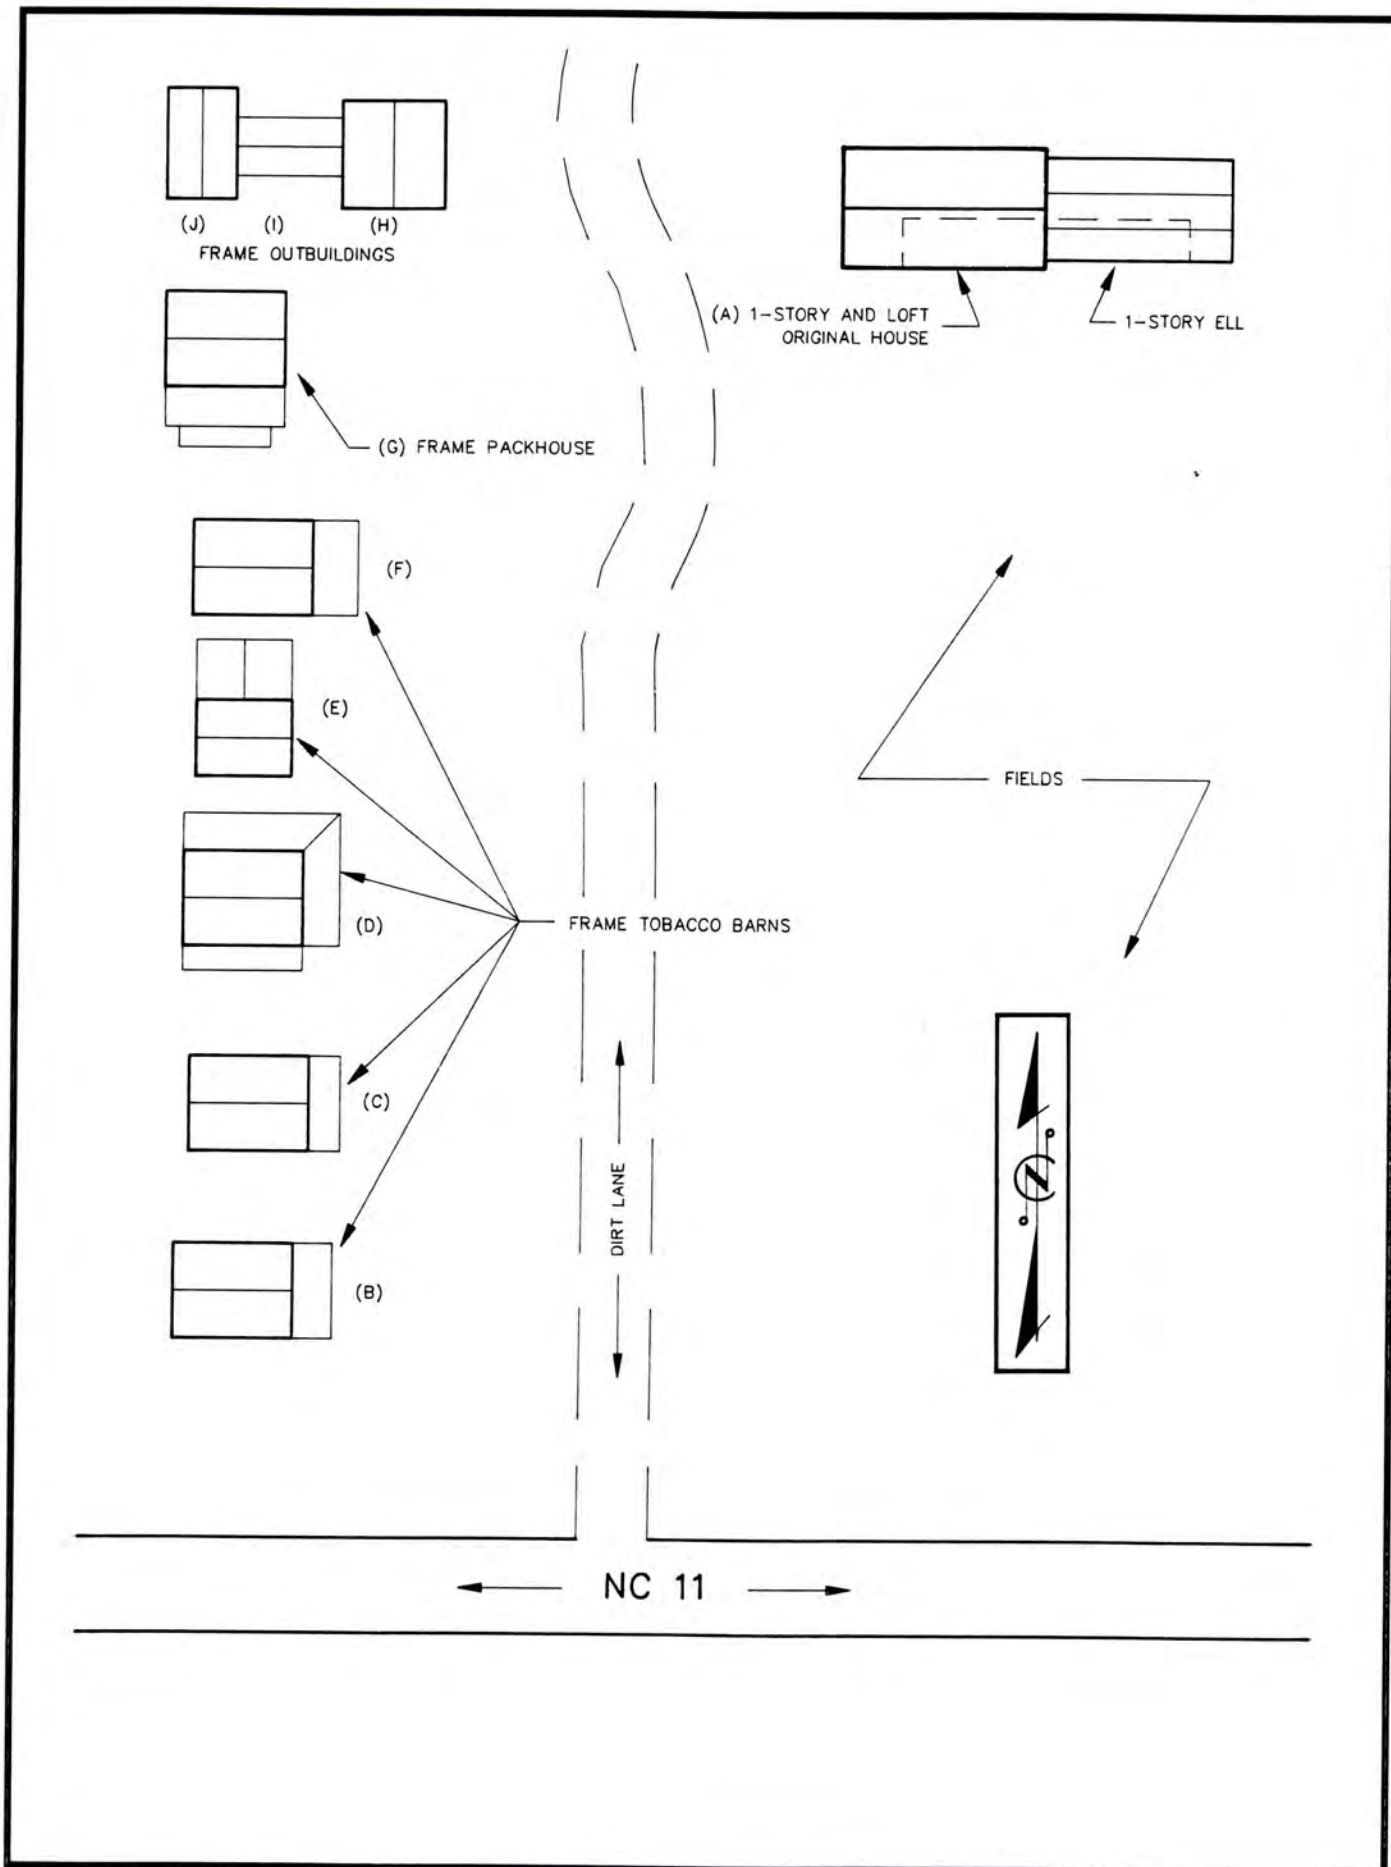 (J) (I) (H)
FRAME OUTBUILDINGS
(A) 1-STORY AND LOFT
ORIGINAL HOUSE
1-STORY ELL
(G) FRAME PACKHOUSE
(F)
(E)
FIELDS
(D)
FRAME TOBACCO BARNS
(C)
DIRT LANE
N
(B)
NC 11